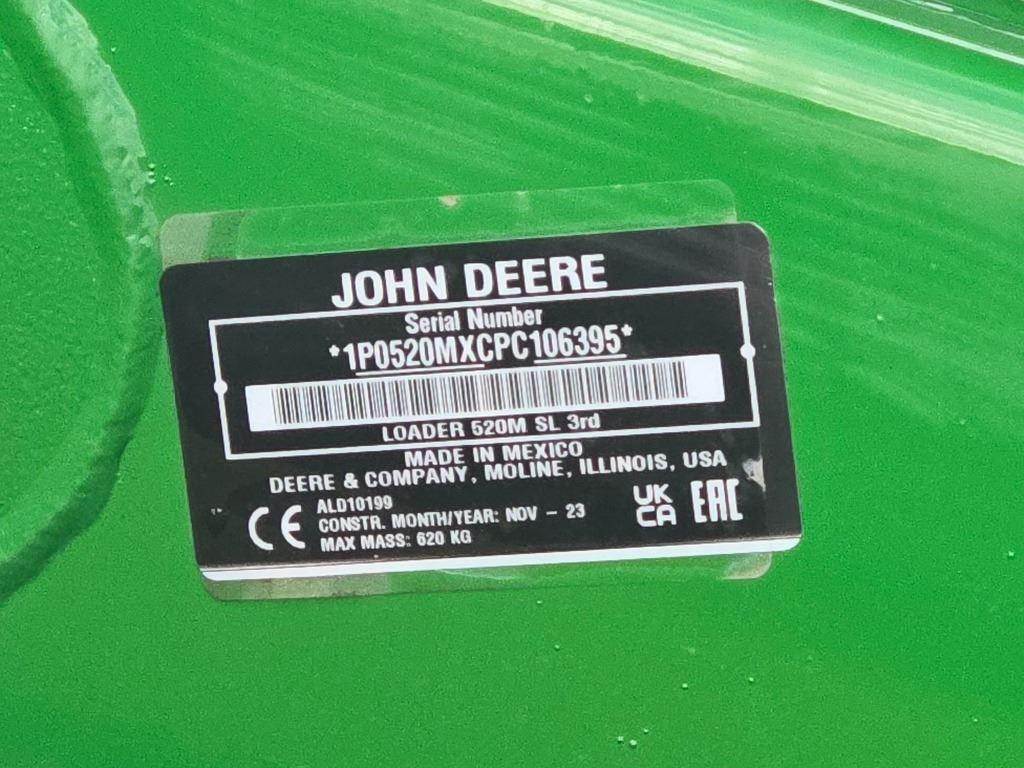 JOHN DEERE
Serial Number
*1P0520MXCPC106395*
LOADER 520M SL 3rd
MADE IN MEXICO
DEERE & COMPANY, MOLINE, ILLINOIS, USA
ALD10199
CE CONSTR. MONTH/YEAR: NOV - 23
MAX MASS: 620 KG
UK
CA
EAC